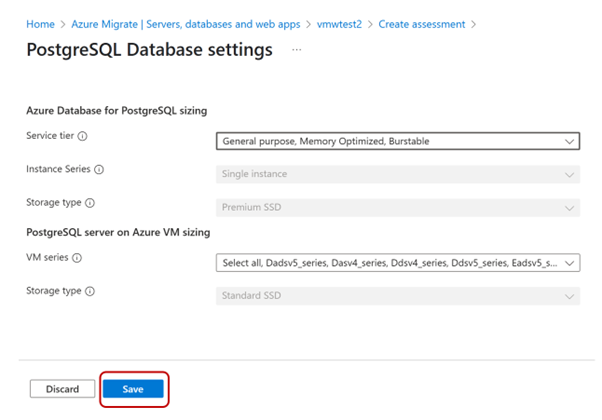 Home > Azure Migrate | Servers, databases and web apps > vmwtest2 > Create assessment >
PostgreSQL Database settings ...
Azure Database for PostgreSQL sizing
Service tier General purpose, Memory Optimized, Burstable
Instance Series Single instance
Storage type Premium SSD
PostgreSQL server on Azure VM sizing
VM series Select all, Dadsv5_series, Dasv4_series, Ddsv4_series, Ddsv5_series, Eadsv5_s...
Storage type Standard SSD
Discard Save